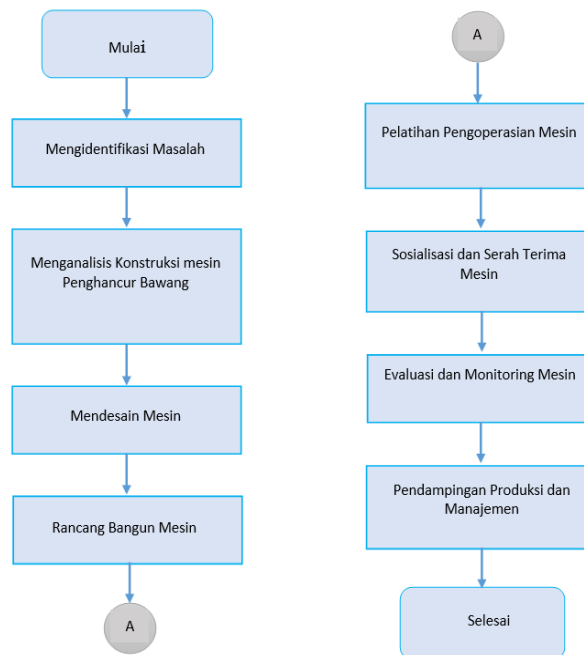 Mulai
Mengidentifikasi Masalah
Menganalisis Konstruksi mesin
Penghancur Bawang
Mendesain Mesin
Rancang Bangun Mesin
A
A
Pelatihan Pengoperasian Mesin
Sosialisasi dan Serah Terima
Mesin
Evaluasi dan Monitoring Mesin
Pendampingan Produksi dan
Manajemen
Selesai